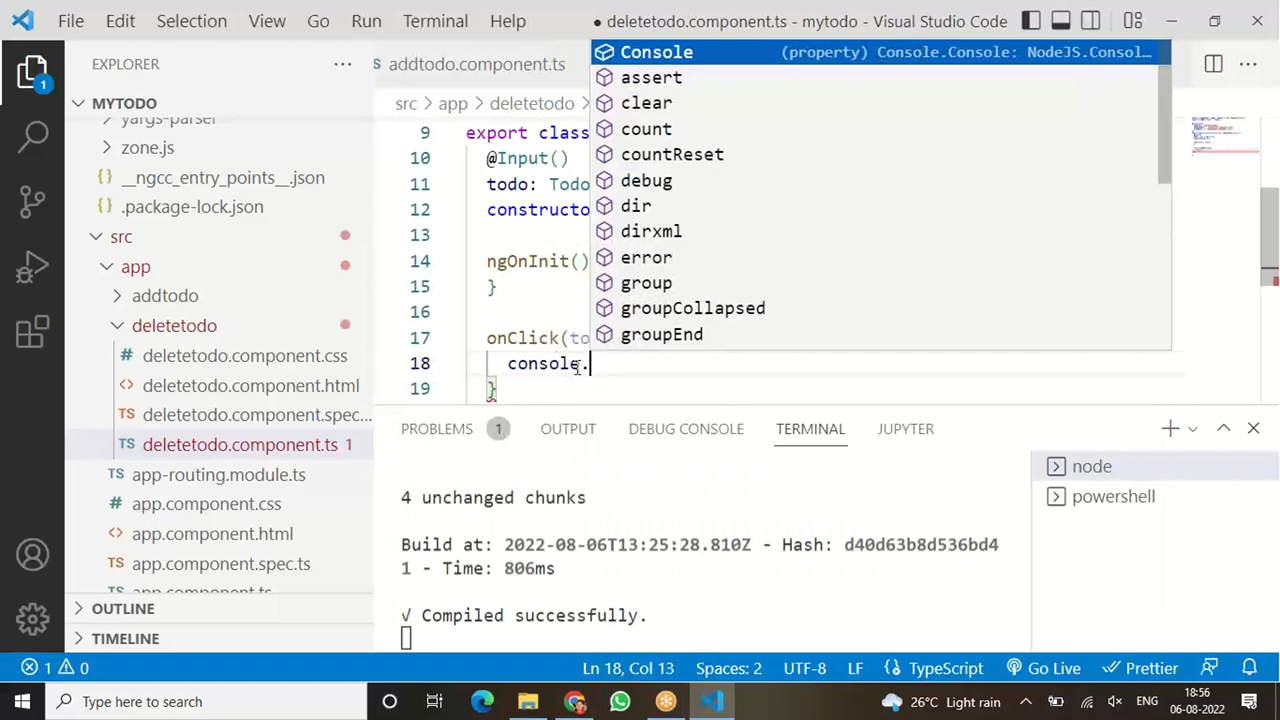 File Edit Selection View Go Run Terminal Help ● deletetodo.component.ts - mytodo - Visual Studio Code
EXPLORER ···
1
MYTODO
yargs-parser
zone.js
{} __ngcc_entry_points__.json
{} .package-lock.json
src
app
addtodo
deletetodo
deletetodo.component.css
<> deletetodo.component.html
TS deletetodo.component.spec...
TS deletetodo.component.ts 1
TS app-routing.module.ts
app.component.css
<> app.component.html
TS app.component.spec.ts
app.component.ts
OUTLINE
TIMELINE
S addtodo.component.ts
src > app > deletetodo >
9 export class
10 @Input()
11 todo: Todo
12 constructo
13
14 ngOnInit()
15 }
16
17 onClick(to
18 console.
19 }
Console (property) Console.Console: NodeJS.Consol...
assert
clear
count
countReset
debug
dir
dirxml
error
group
groupCollapsed
groupEnd
PROBLEMS 1 OUTPUT DEBUG CONSOLE TERMINAL JUPYTER
4 unchanged chunks
Build at: 2022-08-06T13:25:28.810Z - Hash: d40d63b8d536bd4
1 - Time: 806ms
√ Compiled successfully.
node
powershell
1 0 Ln 18, Col 13 Spaces: 2 UTF-8 LF {} TypeScript Go Live Prettier
Type here to search
26°C Light rain
ENG
18:56
06-08-2022